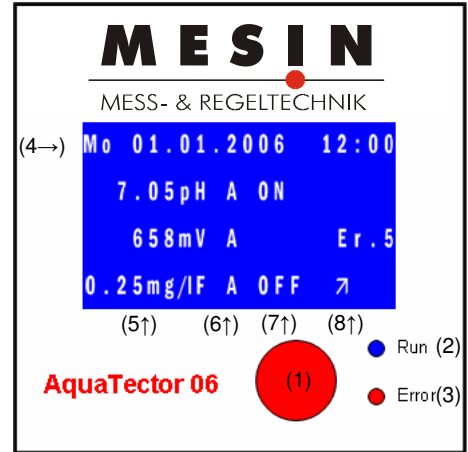 MESIN
MESS- & REGELTECHNIK
(4→) Mo 01.01.2006 12:00
7.05pH A ON
658mV A Er.5
0.25mg/lF A OFF ↗
(5↑) (6↑) (7↑) (8↑)
Run (2)
AquaTector 06 (1)
Error(3)